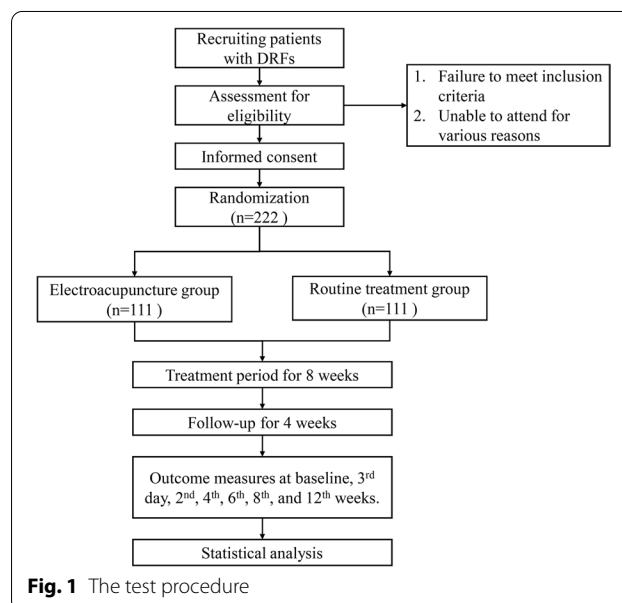 Recruiting patients
with DRFs
Assessment for
eligibility
1. Failure to meet inclusion
criteria
2. Unable to attend for
various reasons
Informed consent
Randomization
(n=222 )
Electroacupuncture group
(n=111 )
Routine treatment group
(n=111 )
Treatment period for 8 weeks
Follow-up for 4 weeks
Outcome measures at baseline, 3rd
day, 2nd, 4th, 6th, 8th, and 12th weeks.
Statistical analysis
Fig. 1 The test procedure